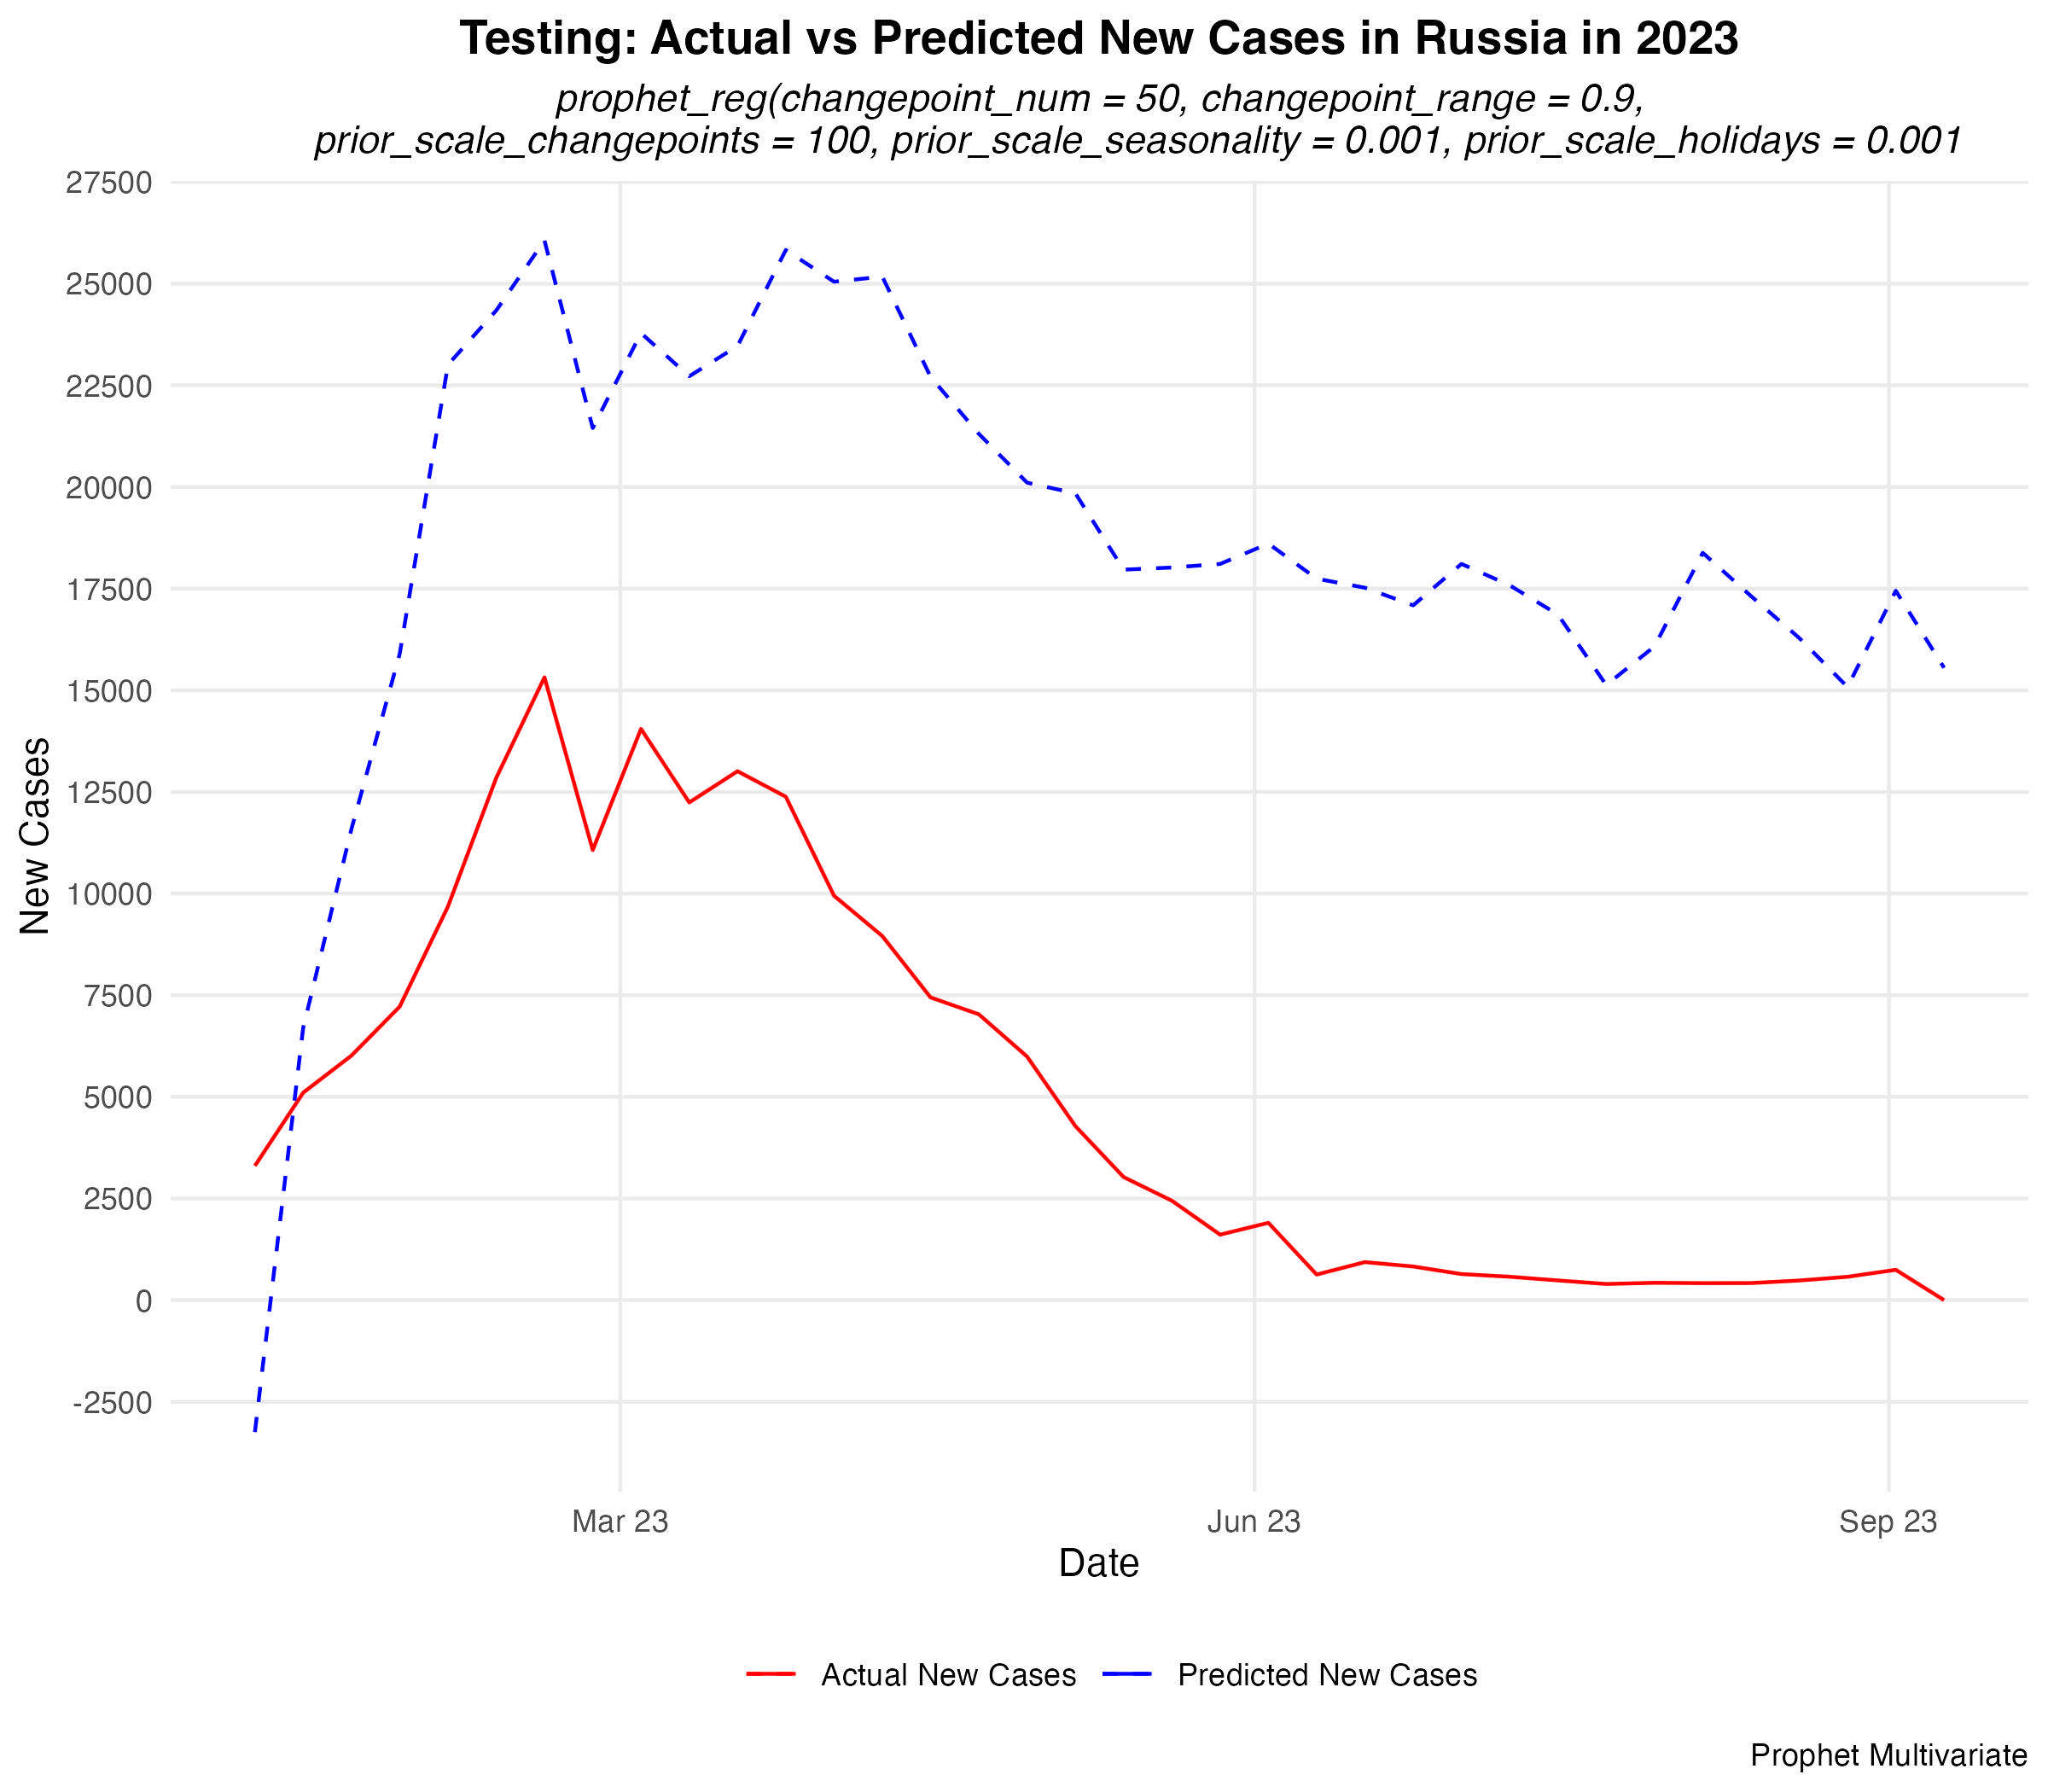 Testing: Actual vs Predicted New Cases in Russia in 2023
prophet_reg(changepoint_num = 50, changepoint_range = 0.9,
prior_scale_changepoints = 100, prior_scale_seasonality = 0.001, prior_scale_holidays = 0.001
27500
25000
22500
20000
17500
15000
12500
10000
7500
5000
2500
0
-2500
New Cases
Mar 23
Jun 23
Sep 23
Date
Actual New Cases
Predicted New Cases
Prophet Multivariate